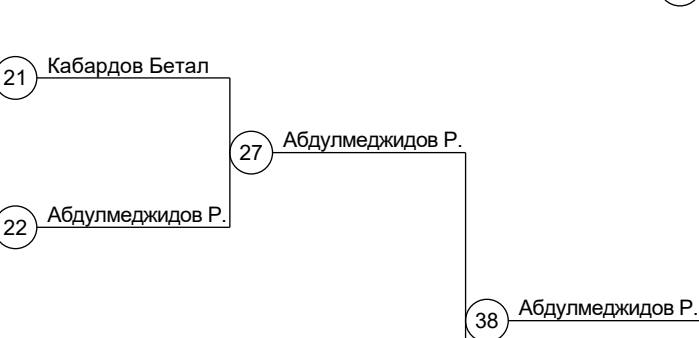 21 Кабардов Бетал
27 Абдулмеджидов Р.
22 Абдулмеджидов Р.
38 Абдулмеджидов Р.